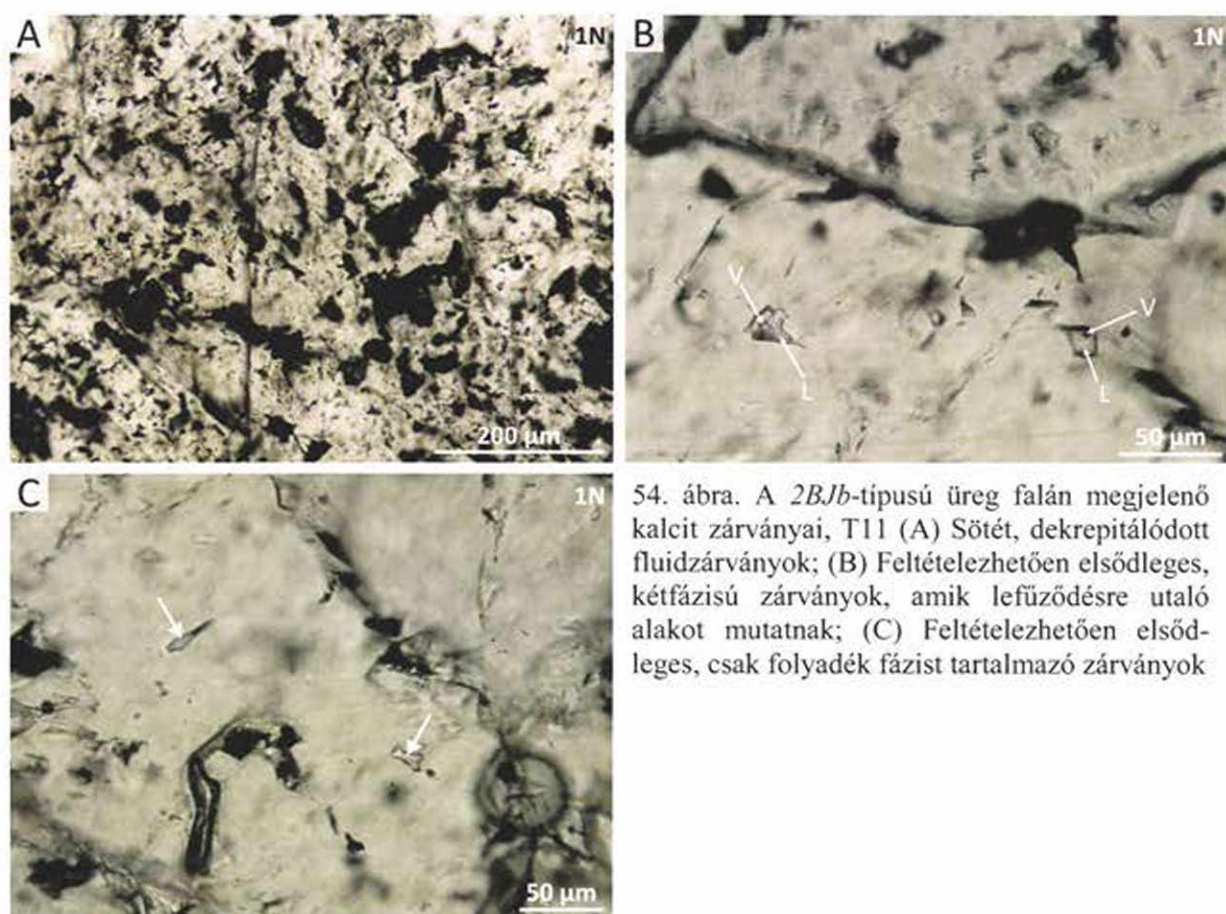 A
1N
200 µm
B
1N
V
L
V
L
50 µm
C
1N
50 µm
54. ábra. A 2BJb-típusú üreg falán megjelenő
kalcit zárványai, T11 (A) Sötét, dekrepitálódott
fluidzárványok; (B) Feltételezhetően elsődleges,
kétfázisú zárványok, amik lefűződésre utaló
alakot mutatnak; (C) Feltételezhetően elsőd-
leges, csak folyadék fázist tartalmazó zárványok